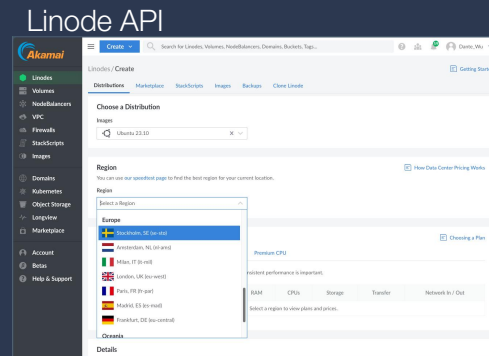 Linode API
Akamai
Create
Search for Linodes, Volumes, NodeBalancers, Domains, Buckets, Tags...
Dante_Wu
Linodes / Create
Getting Starte
Distributions Marketplace StackScripts Images Backups Clone Linode
Linodes
Volumes
NodeBalancers
VPC
Firewalls
StackScripts
Images
Domains
Kubernetes
Object Storage
Longview
Marketplace
Account
Betas
Help & Support
Choose a Distribution
Images
Ubuntu 23.10
Region
How Data Center Pricing Works
You can use our speedtest page to find the best region for your current location.
Region
Select a Region
Europe
Stockholm, SE (se-sto)
Amsterdam, NL (nl-ams)
Milan, IT (it-mil)
London, UK (eu-west)
Paris, FR (fr-par)
Madrid, ES (es-mad)
Frankfurt, DE (eu-central)
Oceania
Choosing a Plan
Premium CPU
nsistent performance is important.
RAM CPUs Storage Transfer Network In / Out
Select a region to view plans and prices.
Details